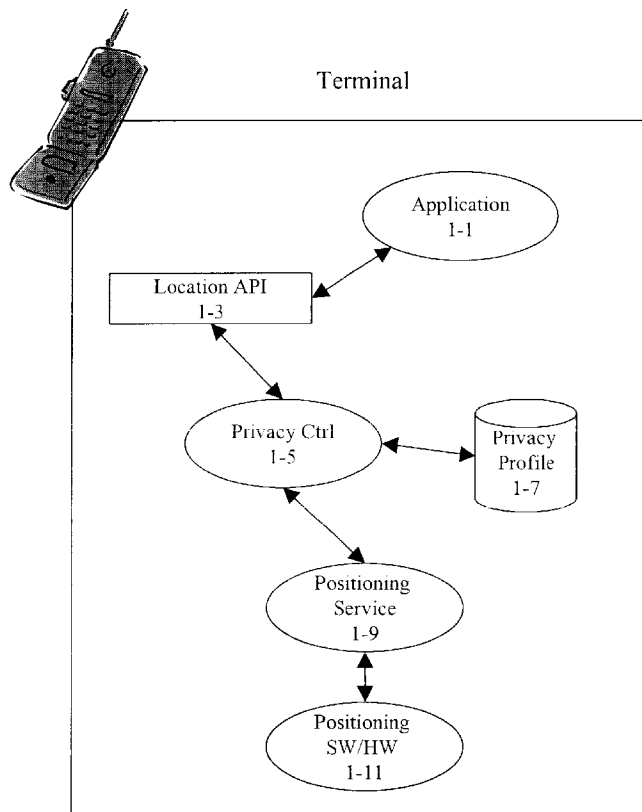 Terminal
Application
1-1
Location API
1-3
Privacy Ctrl
1-5
Privacy
Profile
1-7
Positioning
Service
1-9
Positioning
SW/HW
1-11